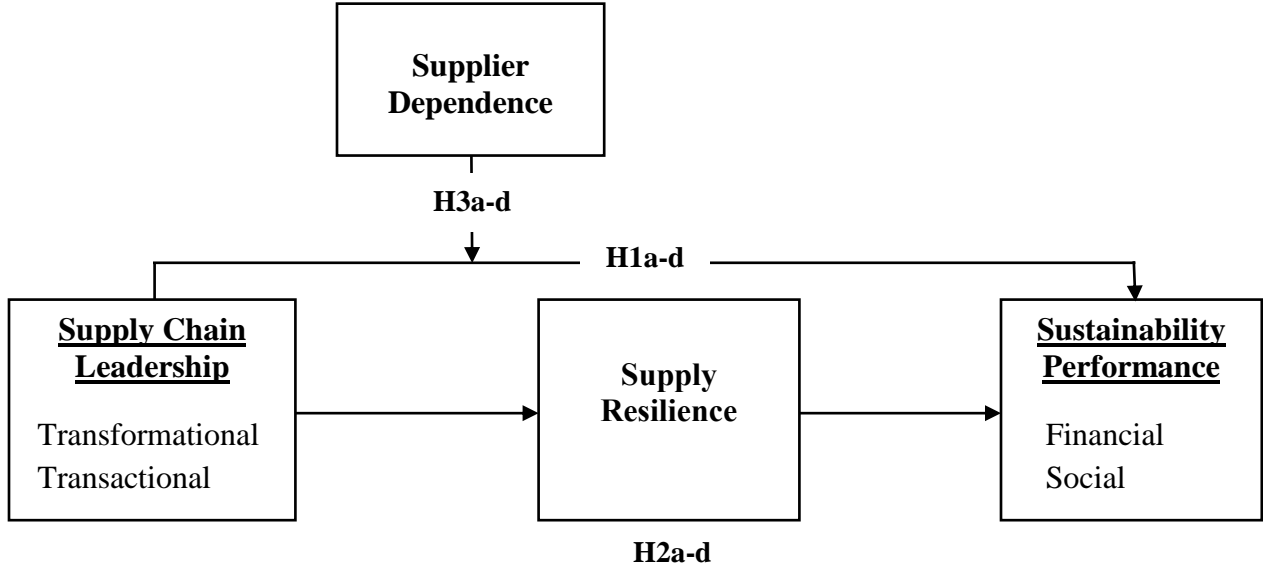 Supplier
Dependence
H3a-d
H1a-d
Supply Chain
Leadership
Transformational
Transactional
Supply
Resilience
Sustainability
Performance
Financial
Social
H2a-d